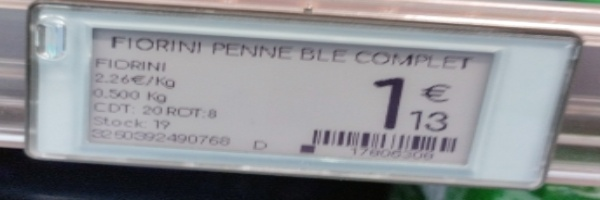 FIORINI PENNE BLE COMPLET
FIORINI
2.26€/Kg
0.500 Kg
CDT: 20 ROT:8
Stock: 19
3260392490768 D
1€13
17806308